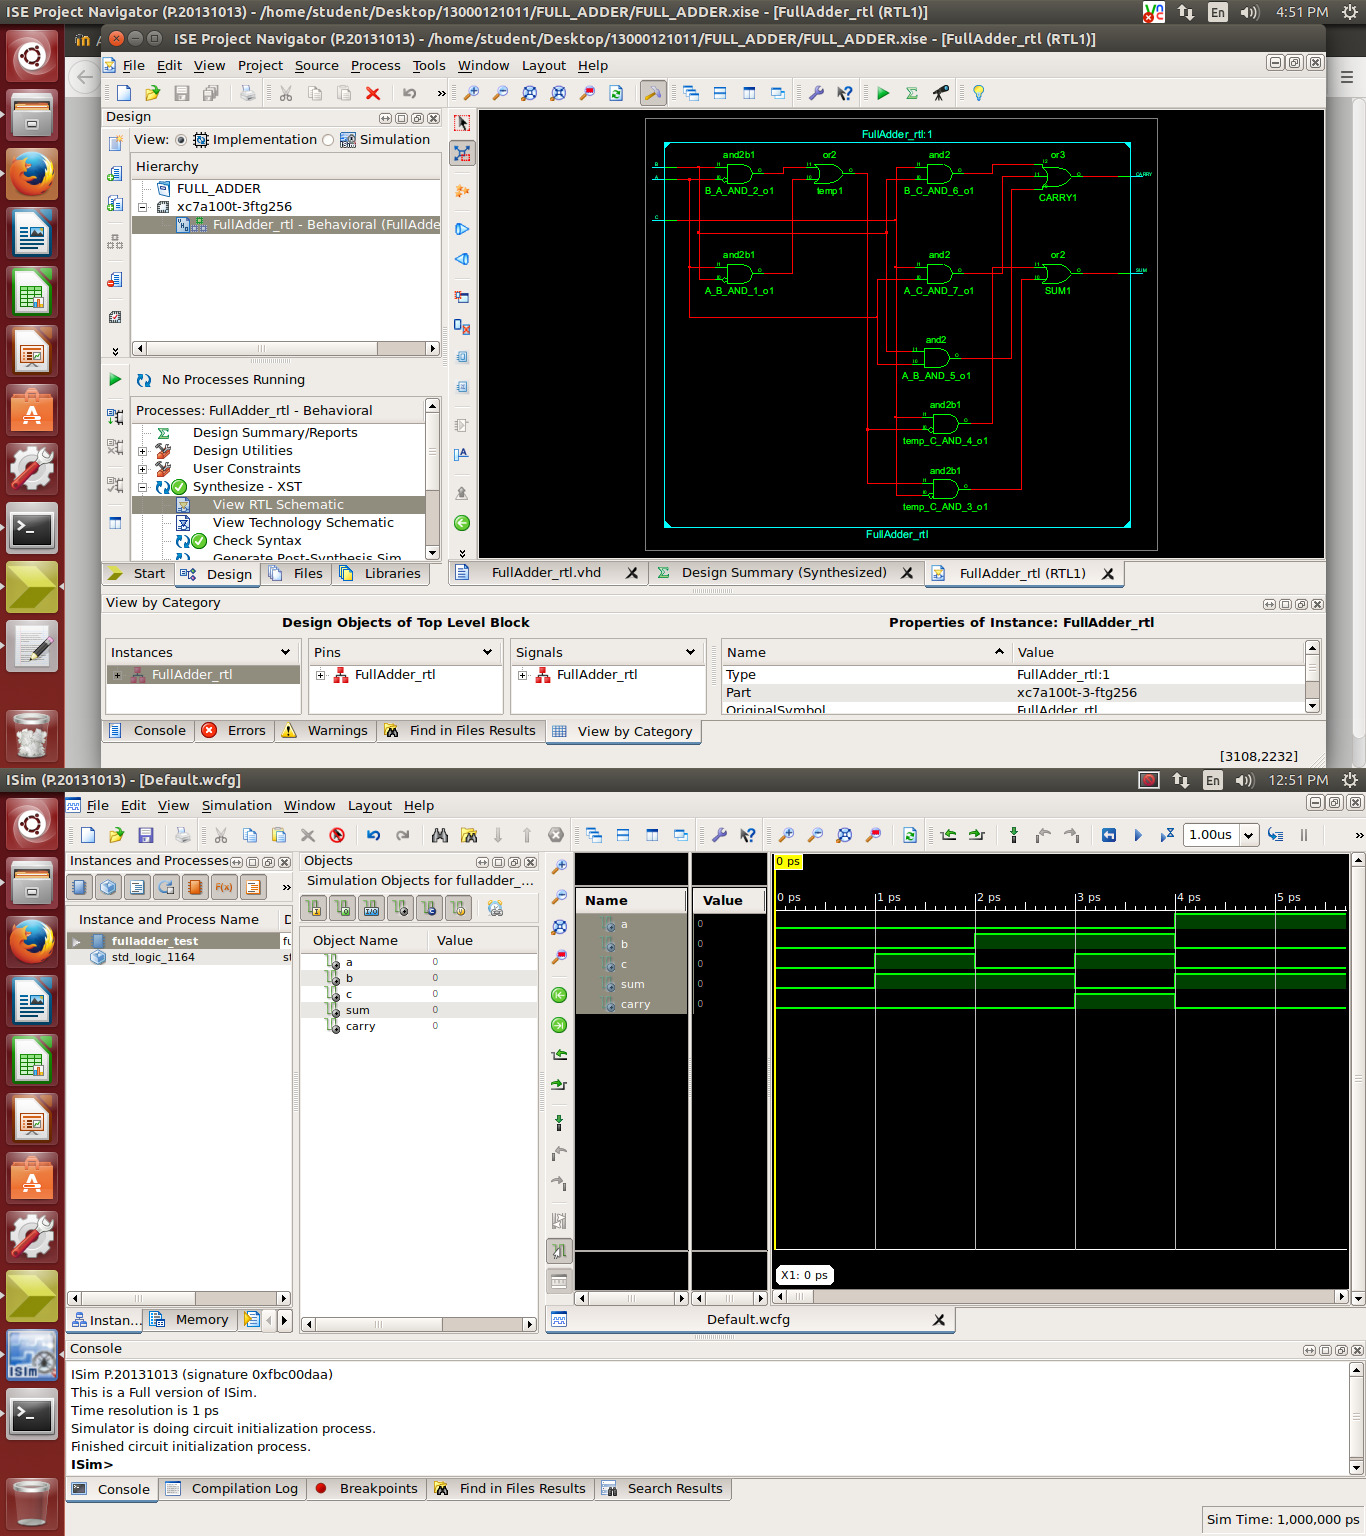 ISE Project Navigator (P.20131013) - /home/student/Desktop/13000121011/FULL_ADDER/FULL_ADDER.xise - [FullAdder_rtl (RTL1)]
En
4:51 PM
ISE Project Navigator (P.20131013) - /home/student/Desktop/13000121011/FULL_ADDER/FULL_ADDER.xise - [FullAdder_rtl (RTL1)]
File Edit View Project Source Process Tools Window Layout Help
Design
View: Implementation Simulation
Hierarchy
FULL_ADDER
xc7a100t-3ftg256
FullAdder_rtl - Behavioral (FullAdde
No Processes Running
Processes: FullAdder_rtl - Behavioral
Design Summary/Reports
Design Utilities
User Constraints
Synthesize - XST
View RTL Schematic
View Technology Schematic
Check Syntax
Generate Post-Synthesis Sim
Start Design Files Libraries
FullAdder_rtl:1
and2b1 or2 and2 or3
B
A
CARRY
B_A_AND_2_o1 temp1 B_C_AND_6_o1 CARRY1
C
and2b1 and2 or2
SUM
A_B_AND_1_o1 A_C_AND_7_o1 SUM1
and2
A_B_AND_5_o1
and2b1
temp_C_AND_4_o1
and2b1
temp_C_AND_3_o1
FullAdder_rtl
FullAdder_rtl.vhd Design Summary (Synthesized) FullAdder_rtl (RTL1)
View by Category
Design Objects of Top Level Block Properties of Instance: FullAdder_rtl
Instances Pins Signals Name Value
FullAdder_rtl FullAdder_rtl FullAdder_rtl Type FullAdder_rtl:1
Part xc7a100t-3-ftg256
OriginalSymbol FullAdder_rtl
Console Errors Warnings Find in Files Results View by Category
[3108,2232]
ISim (P.20131013) - [Default.wcfg]
En
12:51 PM
File Edit View Simulation Window Layout Help
1.00us
Instances and Processes
Instance and Process Name D
fulladder_test fu
std_logic_1164 st
Instan... Memory
Objects
Simulation Objects for fulladder_...
Object Name Value
a 0
b 0
c 0
sum 0
carry 0
Name Value
a 0
b 0
c 0
sum 0
carry 0
0 ps
0 ps 1 ps 2 ps 3 ps 4 ps 5 ps
X1: 0 ps
Default.wcfg
Console
ISim P.20131013 (signature 0xfbc00daa)
This is a Full version of ISim.
Time resolution is 1 ps
Simulator is doing circuit initialization process.
Finished circuit initialization process.
ISim>
Console Compilation Log Breakpoints Find in Files Results Search Results
Sim Time: 1,000,000 ps